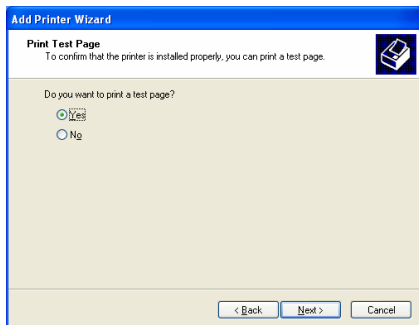 Add Printer Wizard
Print Test Page
To confirm that the printer is installed properly, you can print a test page.
Do you want to print a test page?
Yes
No
< Back
Next >
Cancel